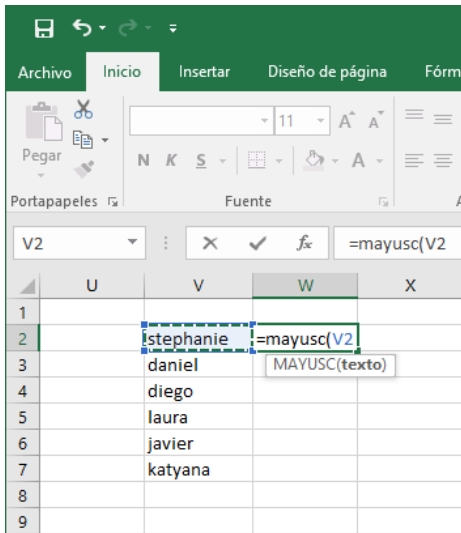 Archivo Inicio Insertar Diseño de página Fórm
11 A A
Pegar
N K S A
Portapapeles Fuente
V2 fx =mayusc(V2
U V W X
1
2 stephanie =mayusc(V2
3 daniel MAYUSC(texto)
4 diego
5 laura
6 javier
7 katyana
8
9